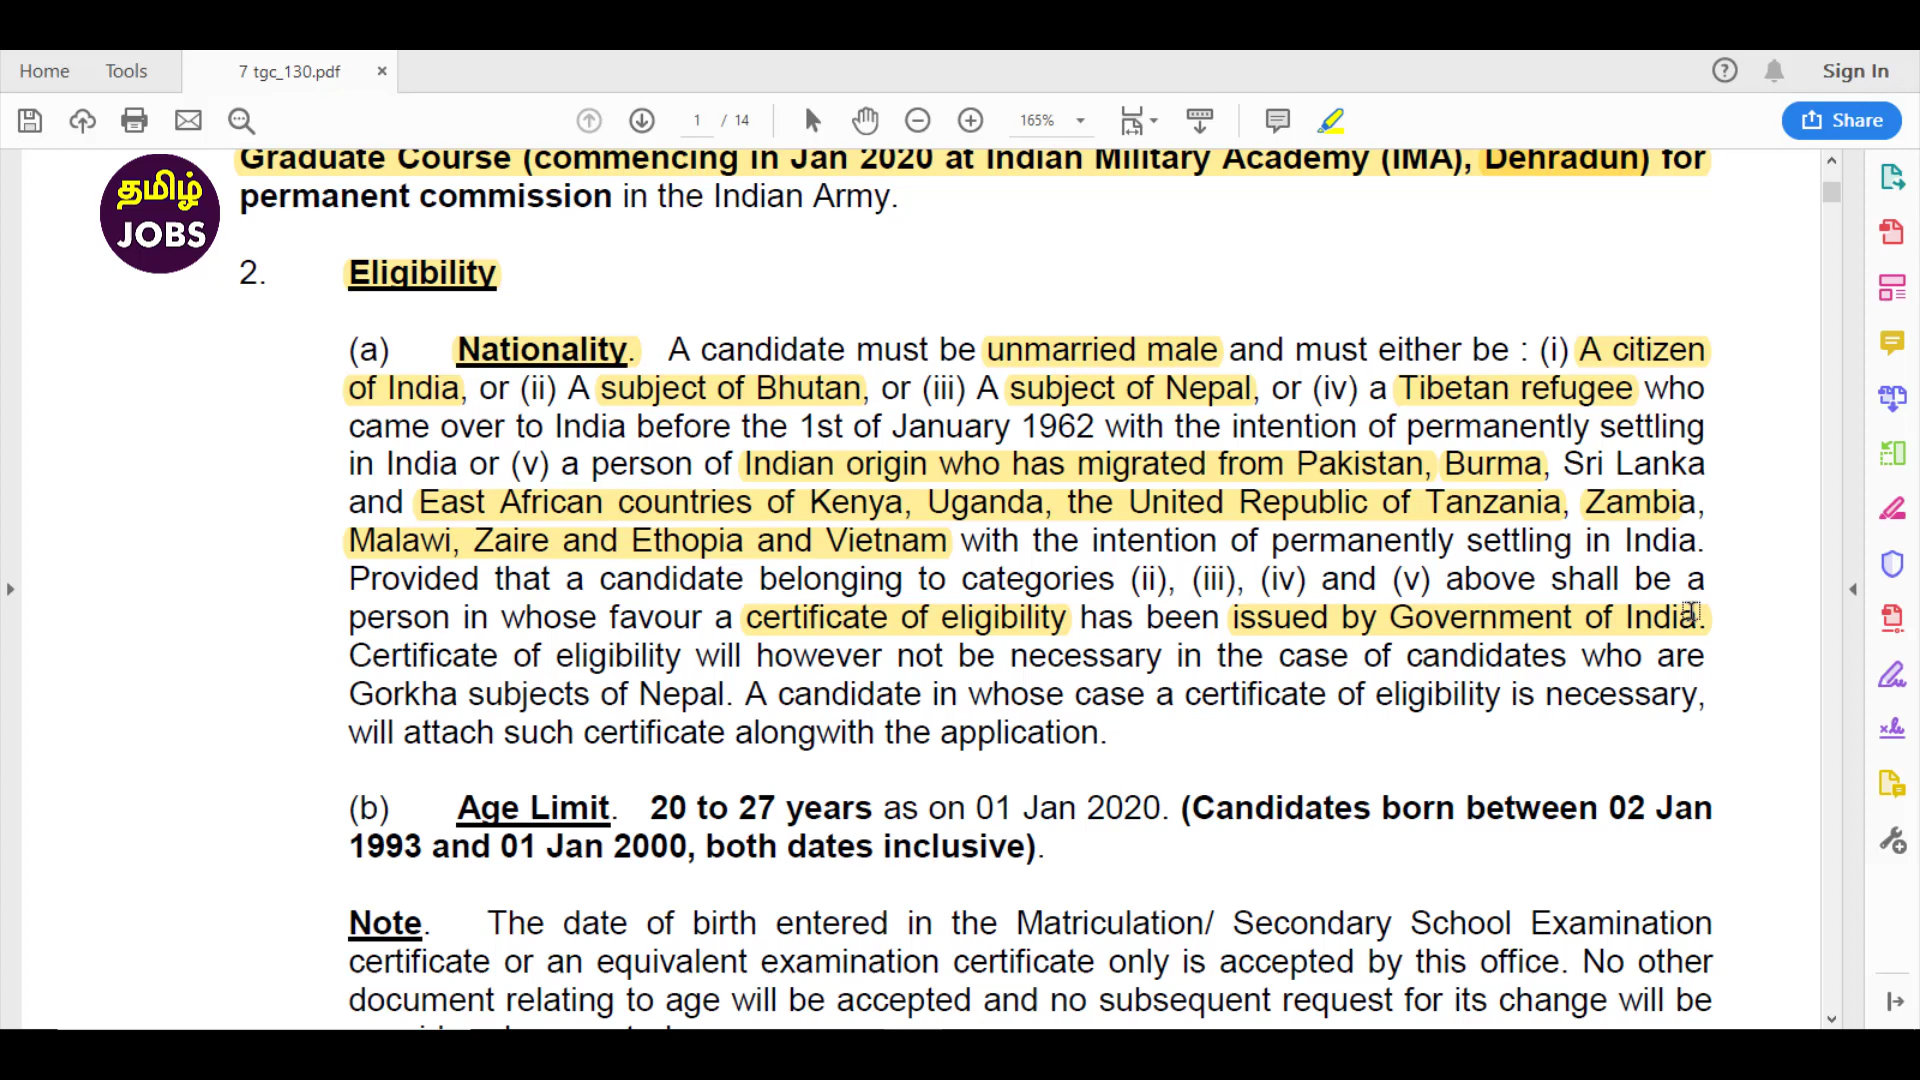 Home Tools 7 tgc_130.pdf × Sign In
1 / 14 165% Share
தமிழ்
JOBS
Graduate Course (commencing in Jan 2020 at Indian Military Academy (IMA), Dehradun) for
permanent commission in the Indian Army.
2. Eligibility
(a) Nationality. A candidate must be unmarried male and must either be : (i) A citizen
of India, or (ii) A subject of Bhutan, or (iii) A subject of Nepal, or (iv) a Tibetan refugee who
came over to India before the 1st of January 1962 with the intention of permanently settling
in India or (v) a person of Indian origin who has migrated from Pakistan, Burma, Sri Lanka
and East African countries of Kenya, Uganda, the United Republic of Tanzania, Zambia,
Malawi, Zaire and Ethopia and Vietnam with the intention of permanently settling in India.
Provided that a candidate belonging to categories (ii), (iii), (iv) and (v) above shall be a
person in whose favour a certificate of eligibility has been issued by Government of India.
Certificate of eligibility will however not be necessary in the case of candidates who are
Gorkha subjects of Nepal. A candidate in whose case a certificate of eligibility is necessary,
will attach such certificate alongwith the application.
(b) Age Limit. 20 to 27 years as on 01 Jan 2020. (Candidates born between 02 Jan
1993 and 01 Jan 2000, both dates inclusive).
Note. The date of birth entered in the Matriculation/ Secondary School Examination
certificate or an equivalent examination certificate only is accepted by this office. No other
document relating to age will be accepted and no subsequent request for its change will be